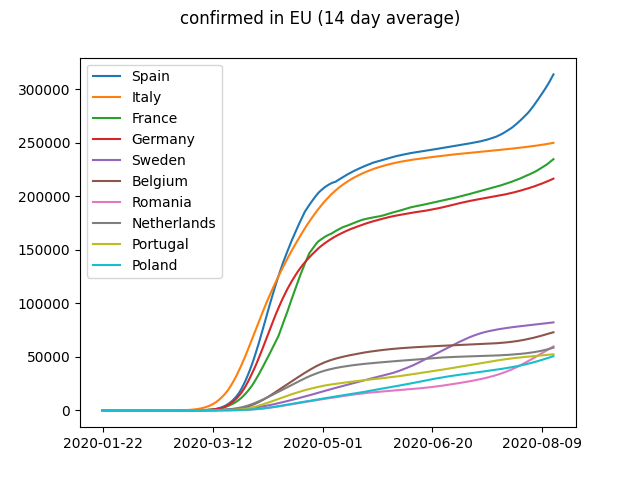 confirmed in EU (14 day average)
300000
250000
200000
150000
100000
50000
0
Spain
Italy
France
Germany
Sweden
Belgium
Romania
Netherlands
Portugal
Poland
2020-01-22 2020-03-12 2020-05-01 2020-06-20 2020-08-09